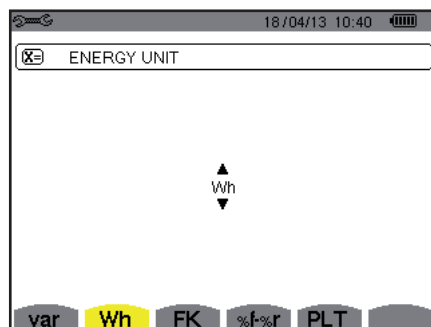 18/04/13 10:40
X= ENERGY UNIT
Wh
var Wh FK %f-%r PLT